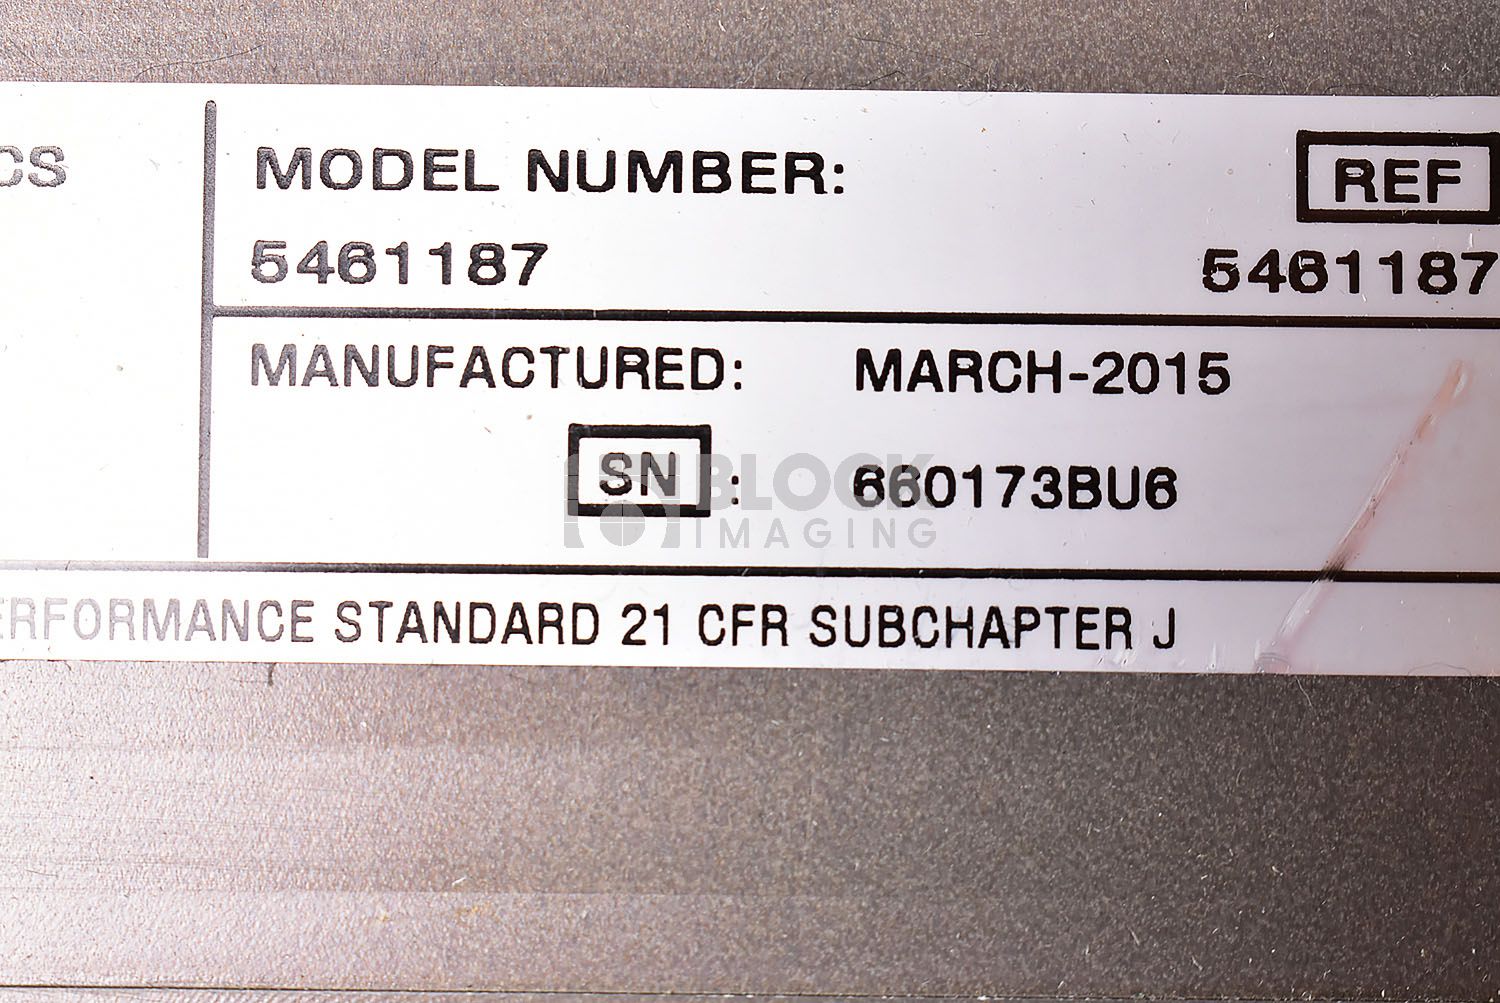 CS
MODEL NUMBER:
REF
5461187
5461187
MANUFACTURED: MARCH-2015
SN : 660173BU6
BLOCK
IMAGING
ERFORMANCE STANDARD 21 CFR SUBCHAPTER J